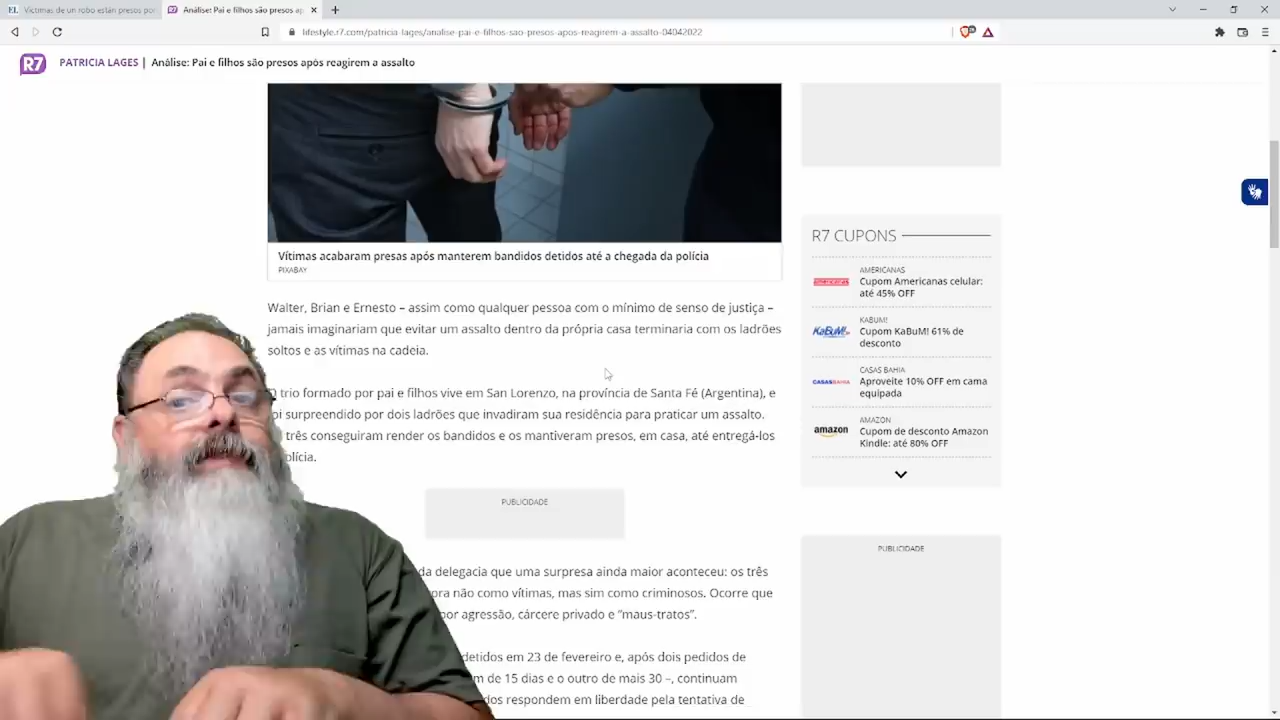 EL Víctimas de un robo están presos por
Análise: Pai e filhos são presos ap
lifestyle.r7.com/patricia-lages/analise-pai-e-filhos-sao-presos-apos-reagirem-a-assalto-04042022
R7 PATRICIA LAGES | Análise: Pai e filhos são presos após reagirem a assalto
Vítimas acabaram presas após manterem bandidos detidos até a chegada da polícia
PIXABAY
Walter, Brian e Ernesto – assim como qualquer pessoa com o mínimo de senso de justiça –
jamais imaginariam que evitar um assalto dentro da própria casa terminaria com os ladrões
soltos e as vítimas na cadeia.
trio formado por pai e filhos vive em San Lorenzo, na província de Santa Fé (Argentina), e
oi surpreendido por dois ladrões que invadiram sua residência para praticar um assalto.
três conseguiram render os bandidos e os mantiveram presos, em casa, até entregá-los
olícia.
PUBLICIDADE
da delegacia que uma surpresa ainda maior aconteceu: os três
ora não como vítimas, mas sim como criminosos. Ocorre que
por agressão, cárcere privado e “maus-tratos”.
detidos em 23 de fevereiro e, após dois pedidos de
m de 15 dias e o outro de mais 30 –, continuam
dos respondem em liberdade pela tentativa de
R7 CUPONS
AMERICANAS
Cupom Americanas celular:
até 45% OFF
KABUM!
KaBuM!
Cupom KaBuM! 61% de
desconto
CASAS BAHIA
CASASBAHIA
Aproveite 10% OFF em cama
equipada
AMAZON
amazon
Cupom de desconto Amazon
Kindle: até 80% OFF
PUBLICIDADE